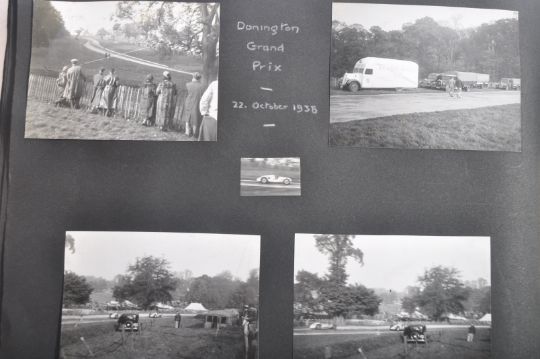 Donington
Grand
Prix
—
22. October 1938
—